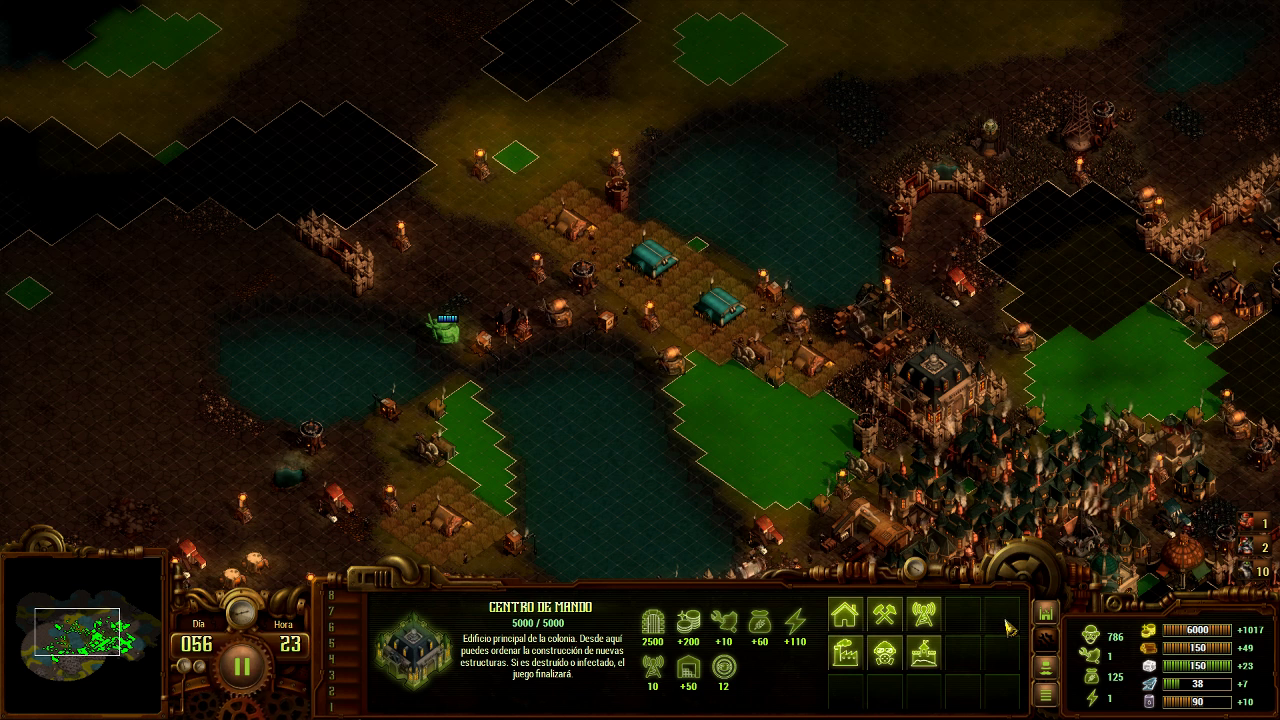 1
2
10
Día
Hora
056
23
8
7
6
5
4
3
2
1
CENTRO DE MANDO
5000 / 5000
Edificio principal de la colonia. Desde aquí
puedes ordenar la construcción de nuevas
estructuras. Si es destruído o infectado, el
juego finalizará.
2500 +200 +10 +60 +110
10 +50 12
786 6000 +1017
1 150 +49
125 150 +23
1 38 +7
90 +10